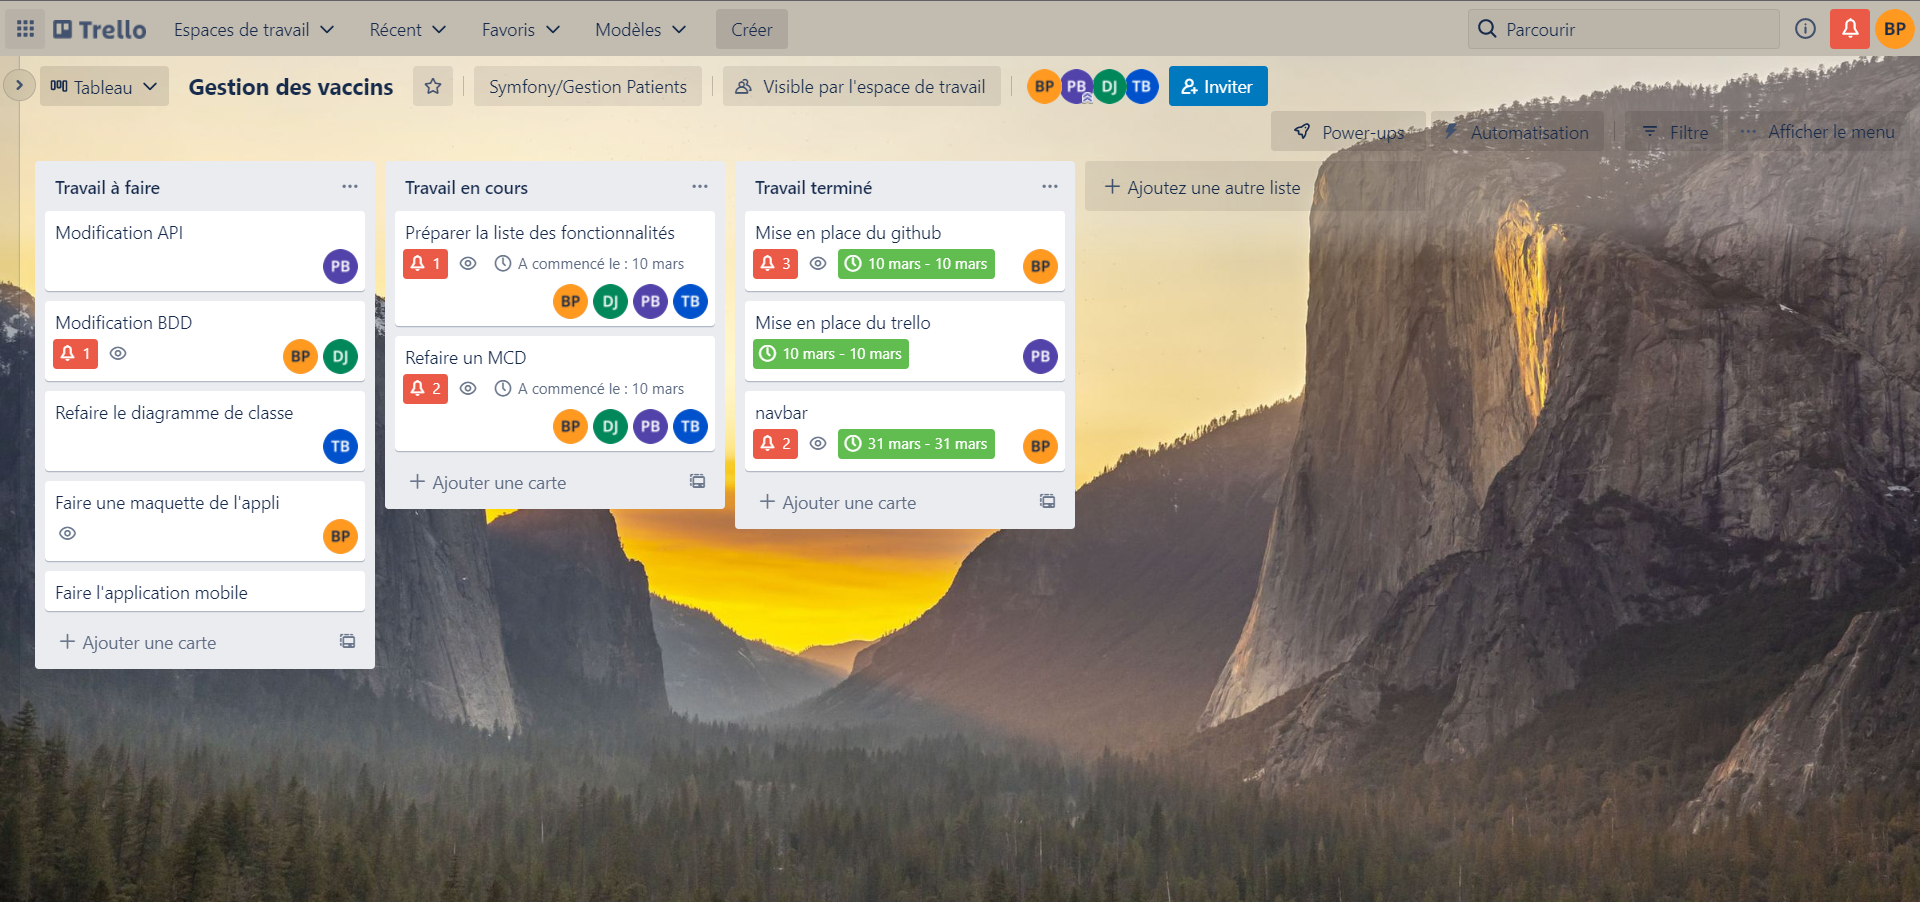 Trello Espaces de travail Récent Favoris Modèles Créer Parcourir BP
Tableau Gestion des vaccins Symfony/Gestion Patients Visible par l'espace de travail BP PB DJ TB Inviter
Power-ups Automatisation Filtre Afficher le menu
Travail à faire
Modification API
PB
Modification BDD
1 BP DJ
Refaire le diagramme de classe
TB
Faire une maquette de l'appli
BP
Faire l'application mobile
Ajouter une carte
Travail en cours
Préparer la liste des fonctionnalités
1 A commencé le : 10 mars
BP DJ PB TB
Refaire un MCD
2 A commencé le : 10 mars
BP DJ PB TB
Ajouter une carte
Travail terminé
Mise en place du github
3 10 mars - 10 mars BP
Mise en place du trello
10 mars - 10 mars PB
navbar
2 31 mars - 31 mars BP
Ajouter une carte
Ajoutez une autre liste